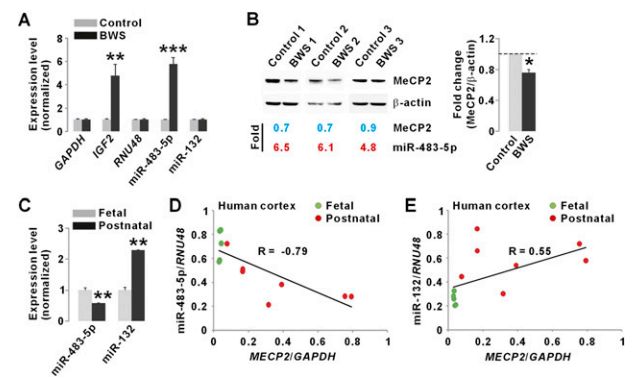 A
Control
BWS
Expression level
(normalized)
8
6
4
2
0
**
***
GAPDH
IGF2
RNU48
miR-483-5p
miR-132
B
Control 1
BWS 1
Control 2
BWS 2
Control 3
BWS 3
MeCP2
β-actin
Fold
0.7 0.7 0.9 MeCP2
6.5 6.1 4.8 miR-483-5p
Fold change
(MeCP2/β-actin)
1.2
0.8
0.4
0
*
Control
BWS
C
Fetal
Postnatal
Expression level
(normalized)
3
2
1
0
**
**
miR-483-5p
miR-132
D
Human cortex
Fetal
Postnatal
miR-483-5p/RNU48
1
0.8
0.6
0.4
0.2
0
R = -0.79
0 0.2 0.4 0.6 0.8 1
MECP2/GAPDH
E
Human cortex
Fetal
Postnatal
miR-132/RNU48
1
0.8
0.6
0.4
0.2
0
R = 0.55
0 0.2 0.4 0.6 0.8 1
MECP2/GAPDH